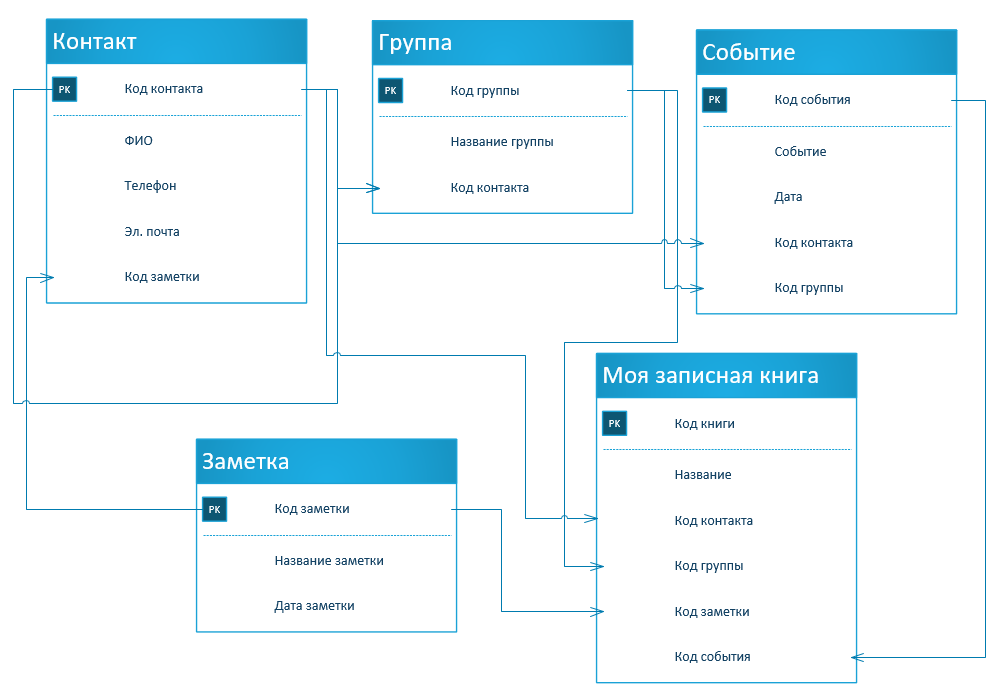 Контакт
PK
Код контакта
ФИО
Телефон
Эл. почта
Код заметки
Группа
PK
Код группы
Название группы
Код контакта
Событие
PK
Код события
Событие
Дата
Код контакта
Код группы
Моя записная книга
PK
Код книги
Название
Код контакта
Код группы
Код заметки
Код события
Заметка
PK
Код заметки
Название заметки
Дата заметки